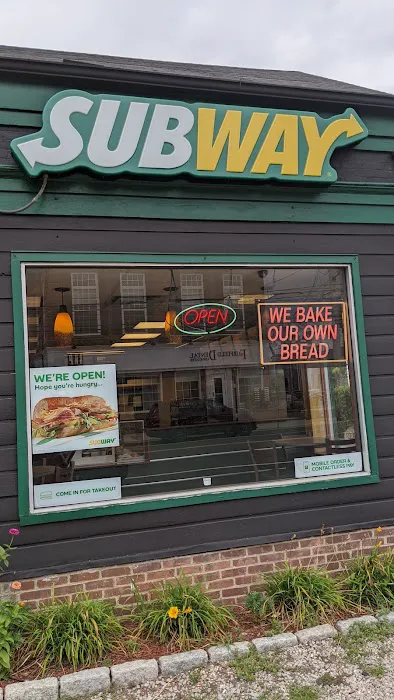 SUBWAY
OPEN
WE BAKE
OUR OWN
BREAD
WE'RE OPEN!
Hope you're hungry...
SUBWAY
COME IN FOR TAKEOUT
MOBILE ORDER &
CONTACTLESS PAY
DENTAL